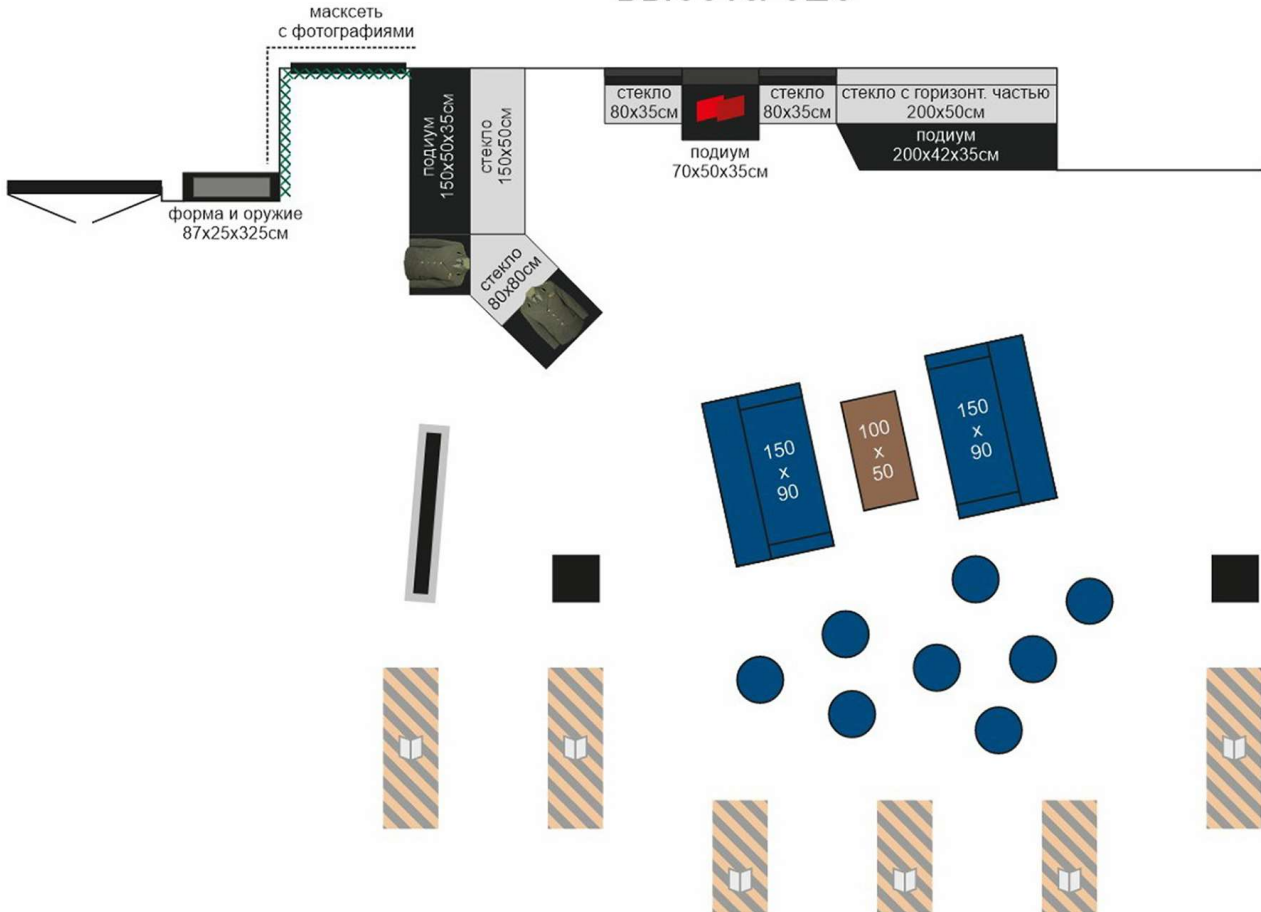 масксеть
с фотографиями
подиум
150х50х35см
стекло
150х50см
стекло
80х35см
стекло
80х35см
стекло с горизонт. частью
200х50см
подиум
200х42х35см
подиум
70х50х35см
форма и оружие
87х25х325см
стекло
80х80см
150
х
90
100
х
50
150
х
90